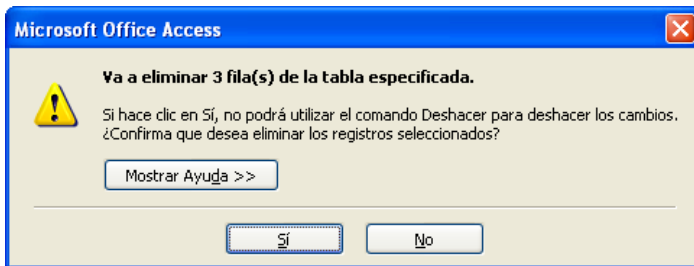 Microsoft Office Access
Va a eliminar 3 fila(s) de la tabla especificada.
Si hace clic en Sí, no podrá utilizar el comando Deshacer para deshacer los cambios.
¿Confirma que desea eliminar los registros seleccionados?
Mostrar Ayuda >>
Sí
No